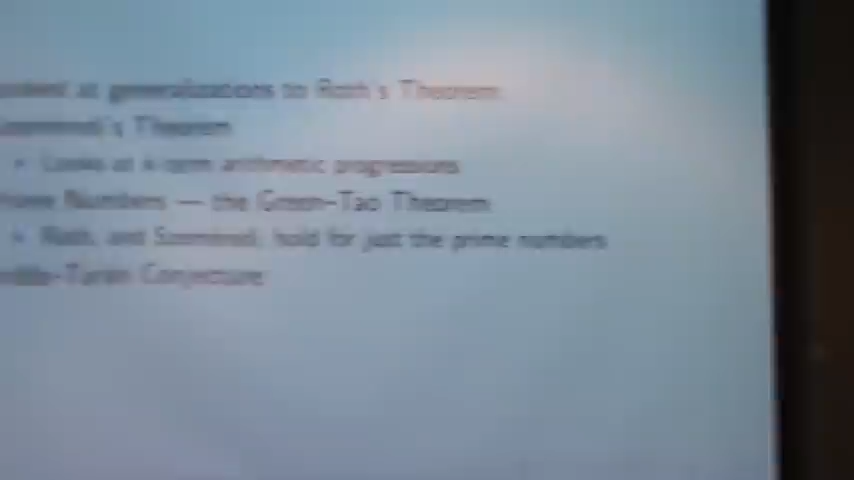 at generalizations to Roth's Theorem
Szemerédi's Theorem
• Looks at k-term arithmetic progressions
Prime Numbers — the Green-Tao Theorem
• Roth, and Szemerédi, hold for just the prime numbers
Erdős-Turán Conjecture